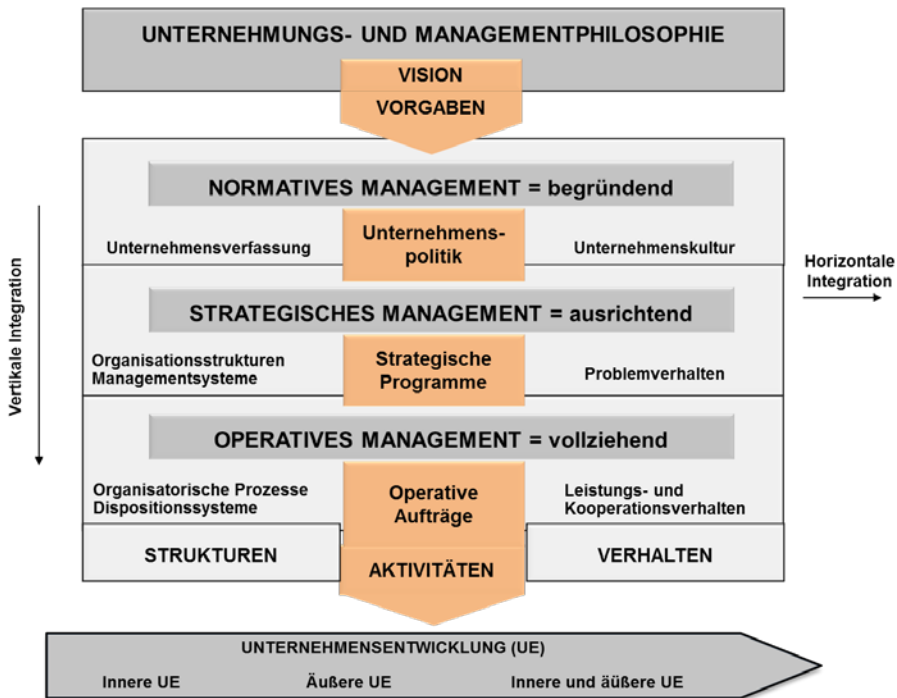 UNTERNEHMUNGS- UND MANAGEMENTPHILOSOPHIE
VISION
VORGABEN
NORMATIVES MANAGEMENT = begründend
Unternehmensverfassung
Unternehmens-
politik
Unternehmenskultur
Vertikale Integration
Horizontale
Integration
STRATEGISCHES MANAGEMENT = ausrichtend
Organisationsstrukturen
Managementsysteme
Strategische
Programme
Problemverhalten
OPERATIVES MANAGEMENT = vollziehend
Organisatorische Prozesse
Dispositionssysteme
Operative
Aufträge
Leistungs- und
Kooperationsverhalten
STRUKTUREN
AKTIVITÄTEN
VERHALTEN
UNTERNEHMENSENTWICKLUNG (UE)
Innere UE
Äußere UE
Innere und äüßere UE